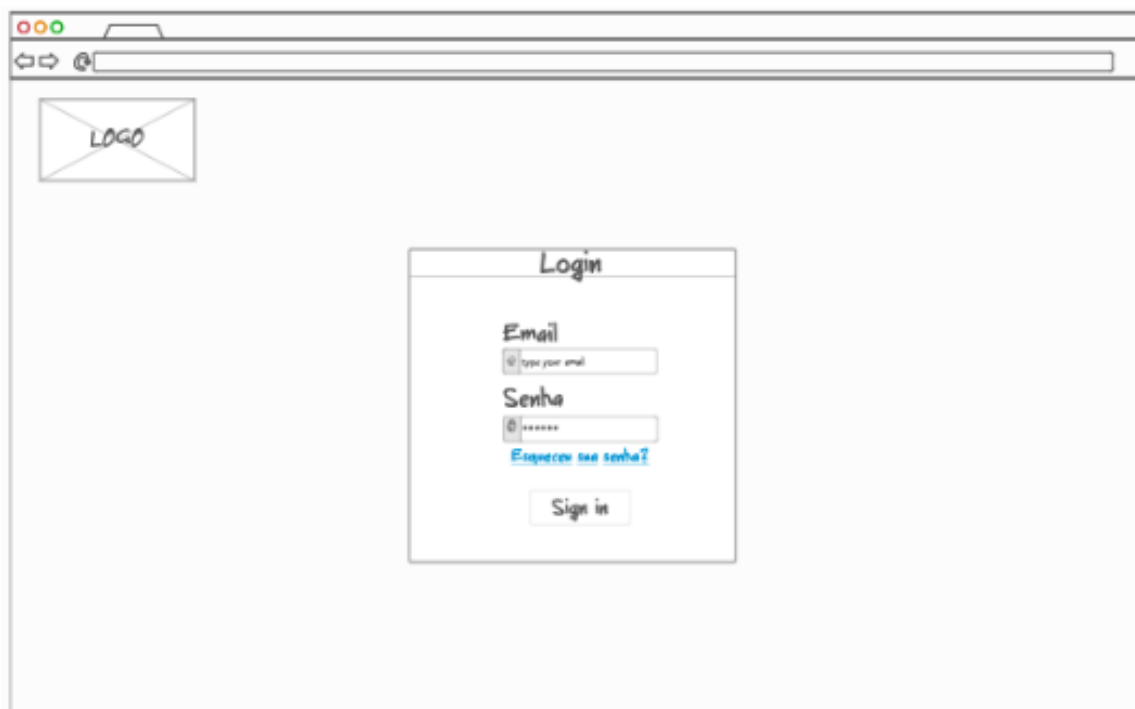 LOGO
Login
Email
type your email
Senha
Esqueceu sua senha?
Sign in